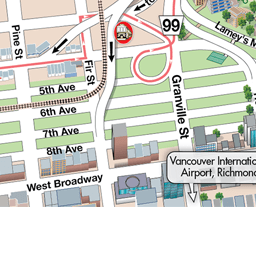 Pine St
99
Lamey's M
Fir St
5th Ave
6th Ave
Granville St
7th Ave
8th Ave
West Broadway
Vancouver Internatio
Airport, Richmond